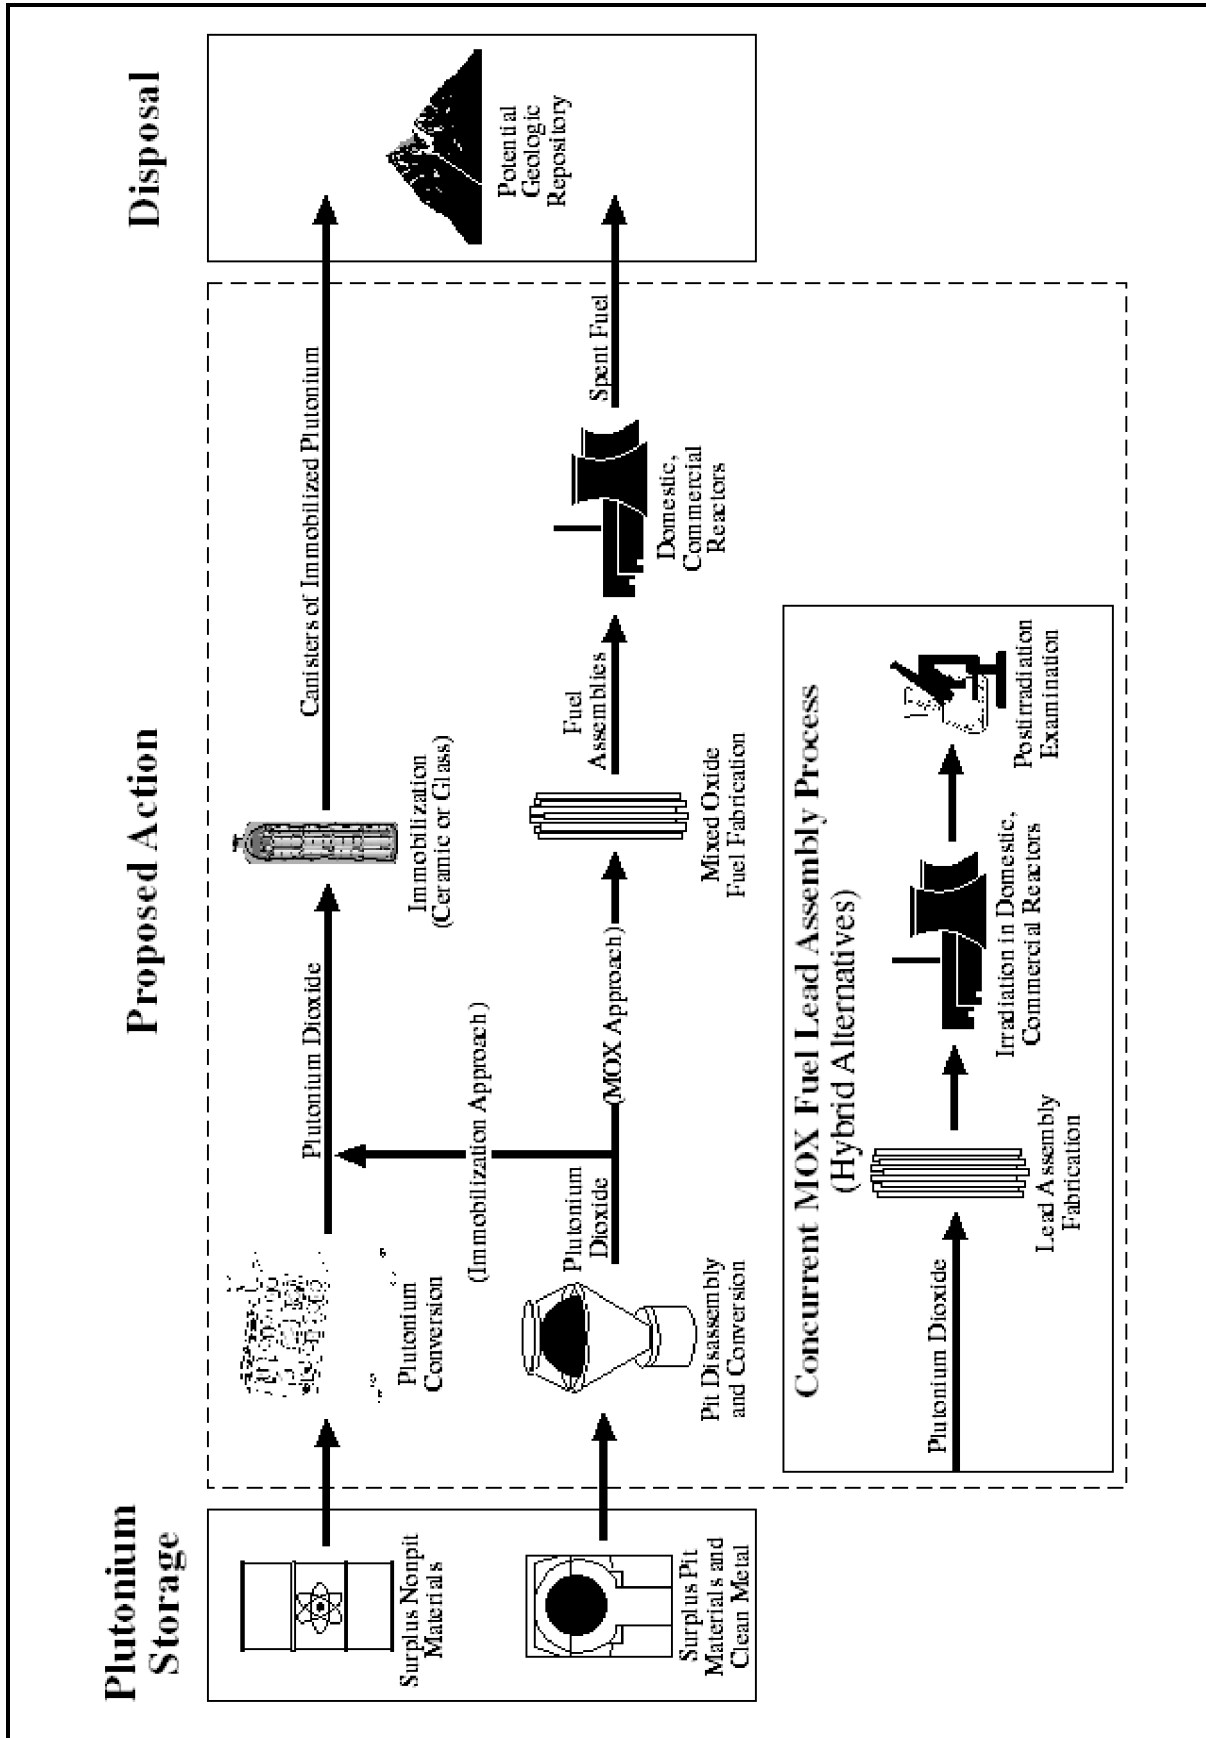 Plutonium
Storage
Proposed Action
Disposal
Surplus Nonpit
Materials
Plutonium
Conversion
Plutonium Dioxide
Immobilization
(Ceramic or Glass)
Canisters of Immobilized Plutonium
Potential
Geologic
Repository
(Immobilization Approach)
Surplus Pit
Materials and
Clean Metal
Pit Disassembly
and Conversion
Plutonium
Dioxide
(MOX Approach)
Mixed Oxide
Fuel Fabrication
Fuel
Assemblies
Domestic,
Commercial
Reactors
Spent Fuel
Concurrent MOX Fuel Lead Assembly Process
(Hybrid Alternatives)
Plutonium Dioxide
Lead Assembly
Fabrication
Irradiation in Domestic,
Commercial Reactors
Postirradiation
Examination